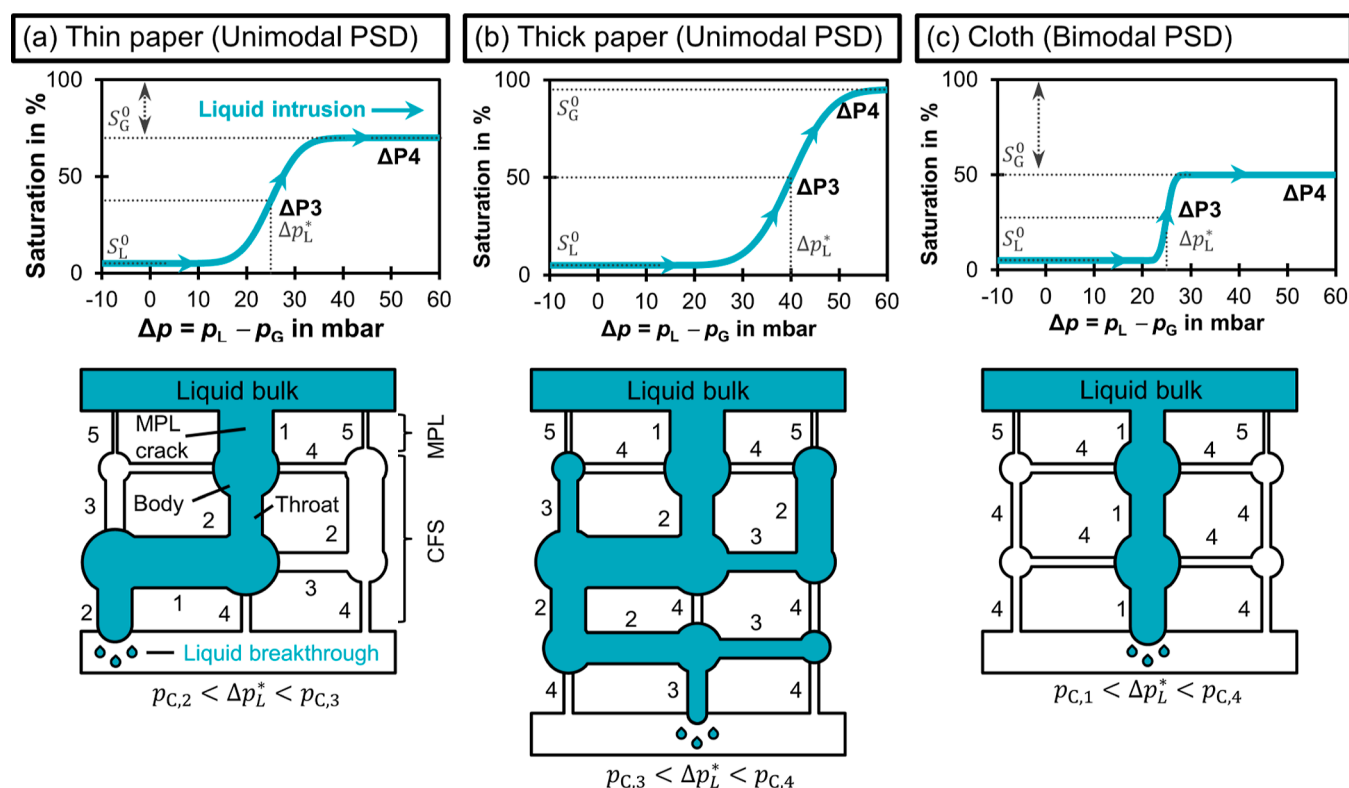 (a) Thin paper (Unimodal PSD)
Saturation in %
100
50
0
S_G^0
S_L^0
Liquid intrusion
ΔP4
ΔP3
Δp_L^*
-10 0 10 20 30 40 50 60
Δp = p_L − p_G in mbar
Liquid bulk
5 MPL crack 1 5
4
MPL
3 Body Throat
2 2
CFS
3
2 1 4 4
Liquid breakthrough
p_C,2 < Δp_L^* < p_C,3
(b) Thick paper (Unimodal PSD)
Saturation in %
100
50
0
S_G^0
S_L^0
ΔP4
ΔP3
Δp_L^*
-10 0 10 20 30 40 50 60
Δp = p_L − p_G in mbar
Liquid bulk
5 1 5
4 4
3 2 2
3
2 4 4
2 3
4 3 4
p_C,3 < Δp_L^* < p_C,4
(c) Cloth (Bimodal PSD)
Saturation in %
100
50
0
S_G^0
S_L^0
ΔP4
ΔP3
Δp_L^*
-10 0 10 20 30 40 50 60
Δp = p_L − p_G in mbar
Liquid bulk
5 1 5
4 4
4 1 4
4 4
4 1 4
p_C,1 < Δp_L^* < p_C,4